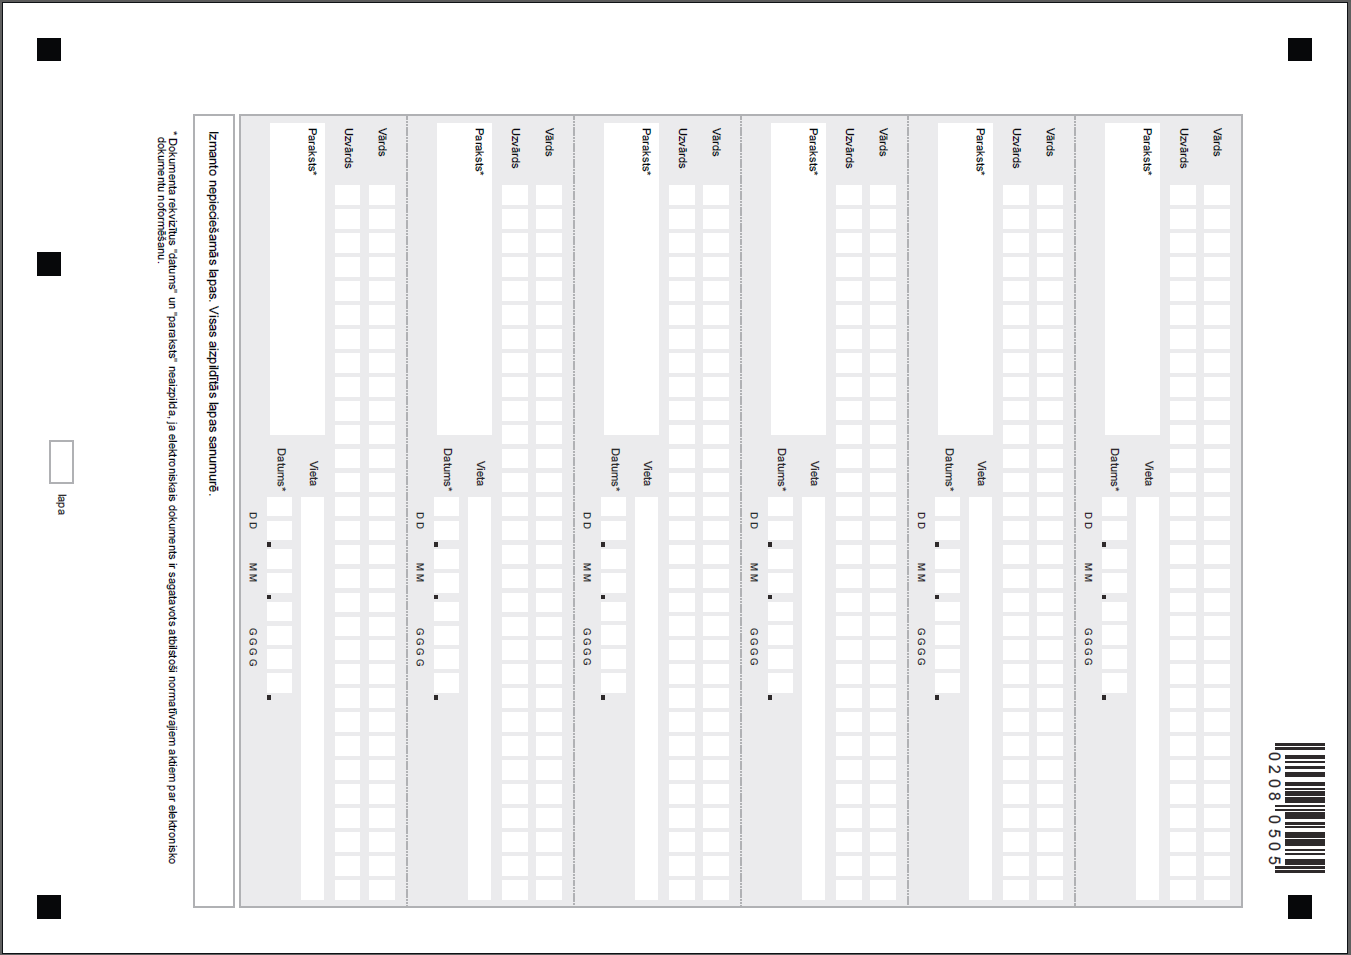 0208 0505
Vārds
Uzvārds
Paraksts* Vieta
Datums*
DD MM GGGG
Vārds
Uzvārds
Paraksts* Vieta
Datums*
DD MM GGGG
Vārds
Uzvārds
Paraksts* Vieta
Datums*
DD MM GGGG
Vārds
Uzvārds
Paraksts* Vieta
Datums*
DD MM GGGG
Vārds
Uzvārds
Paraksts* Vieta
Datums*
DD MM GGGG
Vārds
Uzvārds
Paraksts* Vieta
Datums*
DD MM GGGG
Izmanto nepieciešamās lapas. Visas aizpildītās lapas sanumurē.
* Dokumenta rekvizītus "datums" un "paraksts" neaizpilda, ja elektroniskais dokuments ir sagatavots atbilstoši normatīvajiem aktiem par elektronisko
dokumentu noformēšanu.
lapa